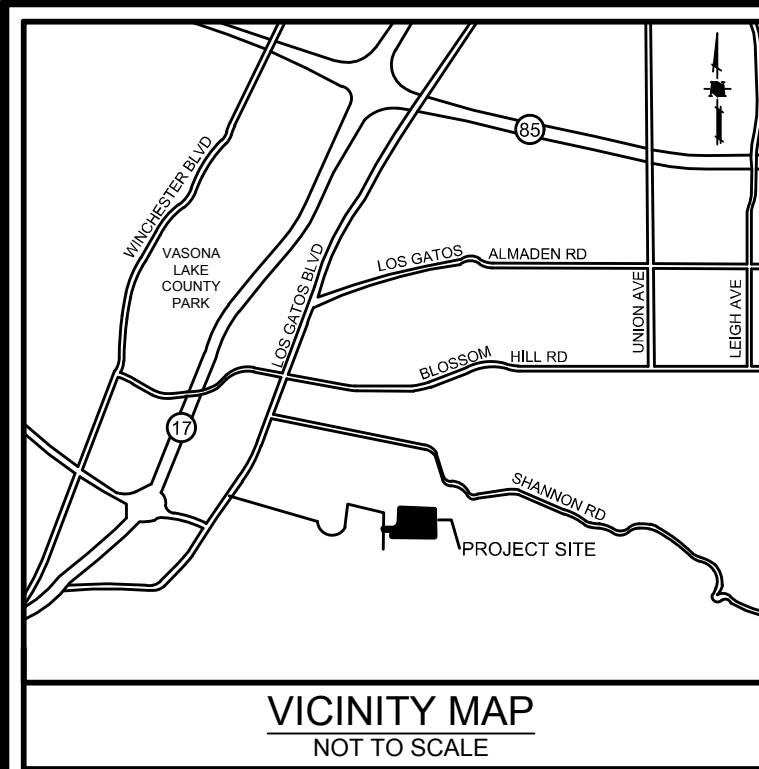 85
WINCHESTER BLVD
VASONA
LAKE
COUNTY
PARK
LOS GATOS BLVD
LOS GATOS ALMADEN RD
UNION AVE
LEIGH AVE
BLOSSOM HILL RD
17
SHANNON RD
PROJECT SITE
VICINITY MAP
NOT TO SCALE